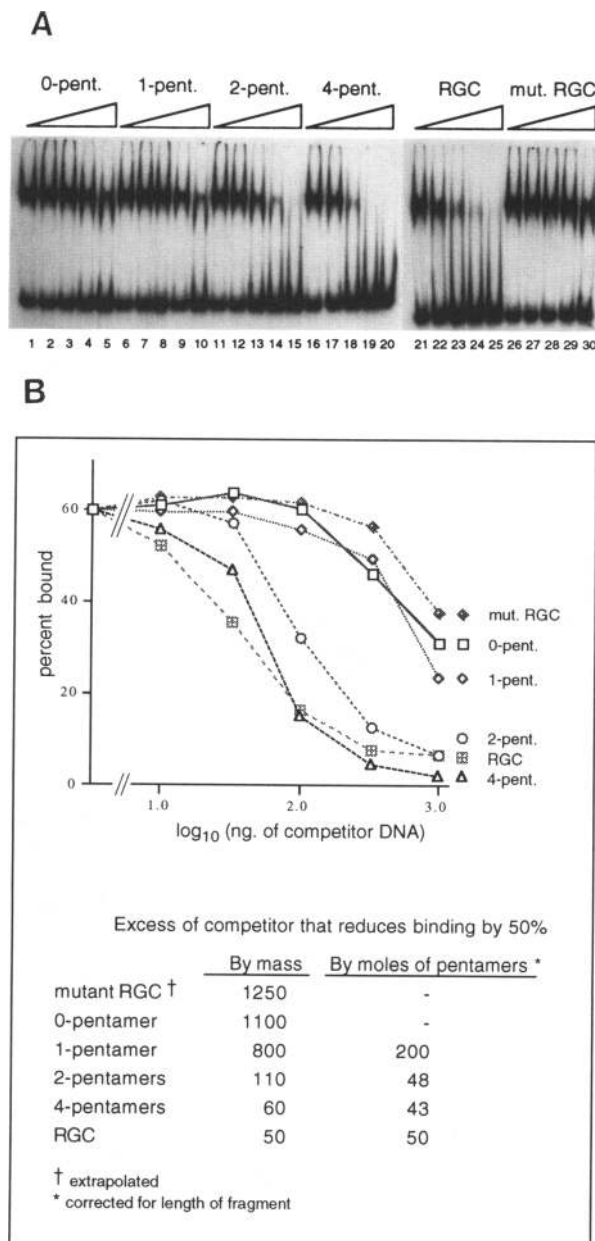 A
0-pent. 1-pent. 2-pent. 4-pent. RGC mut. RGC
1 2 3 4 5 6 7 8 9 10 11 12 13 14 15 16 17 18 19 20 21 22 23 24 25 26 27 28 29 30
B
60
40
20
0
percent bound
1.0 2.0 3.0
log10 (ng. of competitor DNA)
mut. RGC
0-pent.
1-pent.
2-pent.
RGC
4-pent.
Excess of competitor that reduces binding by 50%
By mass By moles of pentamers *
mutant RGC † 1250 -
0-pentamer 1100 -
1-pentamer 800 200
2-pentamers 110 48
4-pentamers 60 43
RGC 50 50
† extrapolated
* corrected for length of fragment